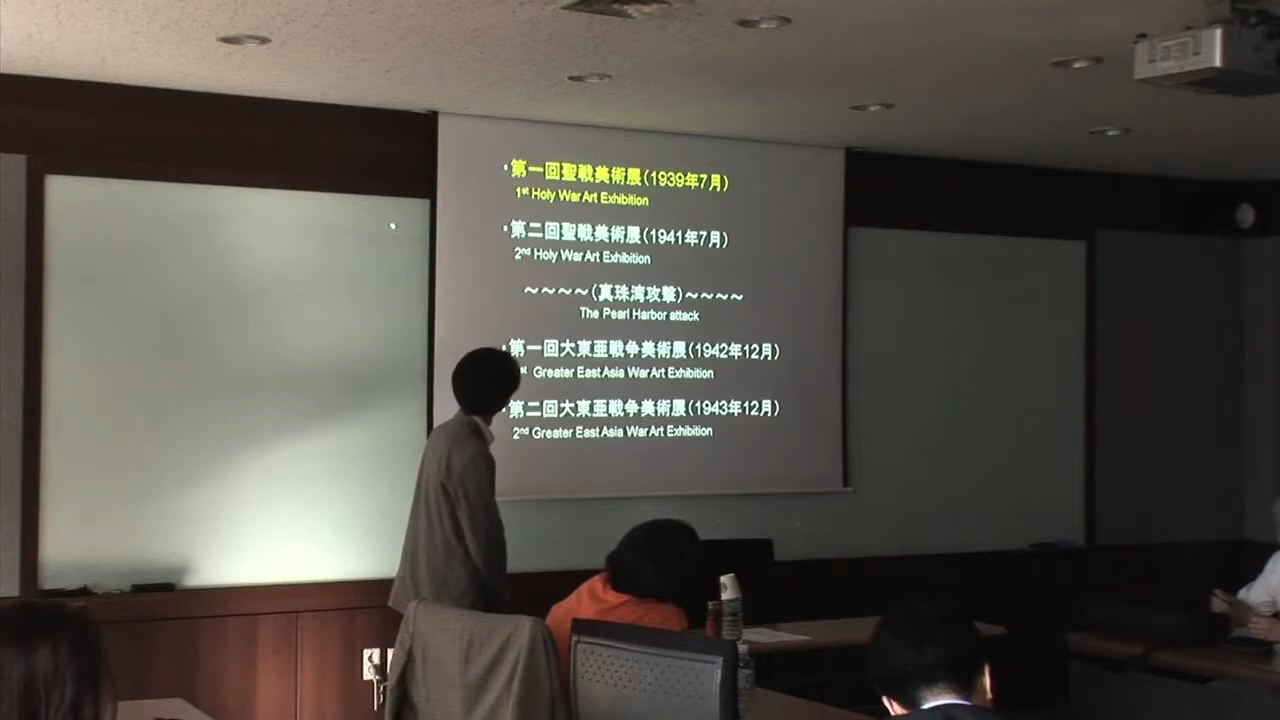 ・第一回聖戦美術展(1939年7月)
1st Holy War Art Exhibition
・第二回聖戦美術展(1941年7月)
2nd Holy War Art Exhibition
～～～～(真珠湾攻撃)～～～～
The Pearl Harbor attack
・第一回大東亜戦争美術展(1942年12月)
st Greater East Asia War Art Exhibition
・第二回大東亜戦争美術展(1943年12月)
2nd Greater East Asia War Art Exhibition